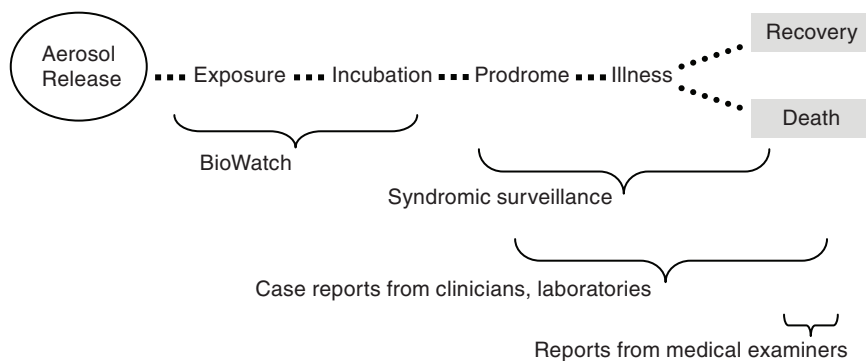 Aerosol
Release
Exposure
Incubation
Prodrome
Illness
Recovery
Death
BioWatch
Syndromic surveillance
Case reports from clinicians, laboratories
Reports from medical examiners